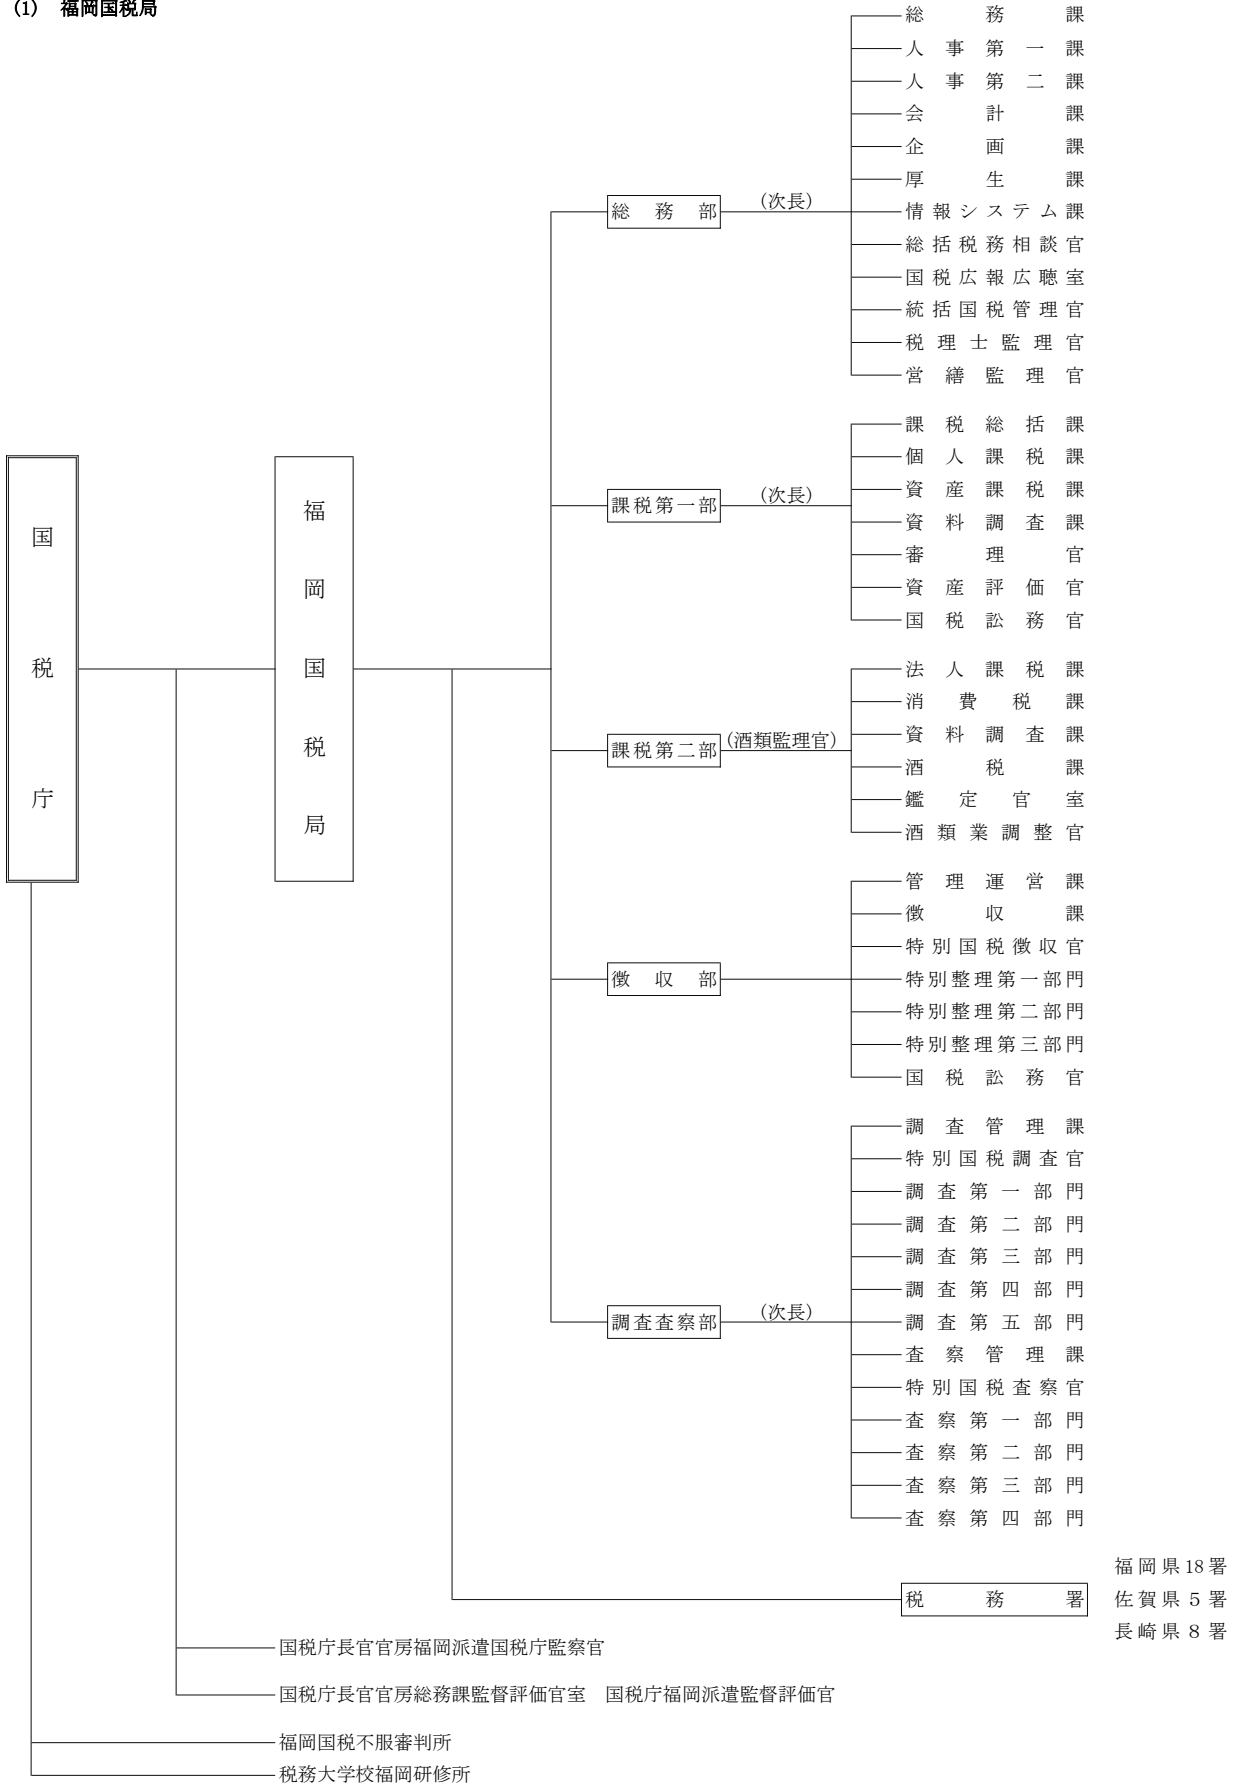 (1) 福岡国税局
総務課
人事第一課
人事第二課
会計課
企画課
厚生課
総務部 (次長) 情報システム課
総括税務相談官
国税広報広聴室
統括国税管理官
税理士監理官
営繕監理官
課税総括課
個人課税課
資産課税課
課税第一部 (次長)
資料調査課
審理官
資産評価官
国税訟務官
国税庁
福岡国税局
法人課税課
消費税課
資料調査課
課税第二部 (酒類監理官)
酒税課
鑑定官室
酒類業調整官
管理運営課
徴収課
特別国税徴収官
徴収部 特別整理第一部門
特別整理第二部門
特別整理第三部門
国税訟務官
調査管理課
特別国税調査官
調査第一部門
調査第二部門
調査第三部門
調査第四部門
調査査察部 (次長) 調査第五部門
査察管理課
特別国税査察官
査察第一部門
査察第二部門
査察第三部門
査察第四部門
福岡県18署
税務署 佐賀県5署
長崎県8署
国税庁長官官房福岡派遣国税庁監察官
国税庁長官官房総務課監督評価官室 国税庁福岡派遣監督評価官
福岡国税不服審判所
税務大学校福岡研修所